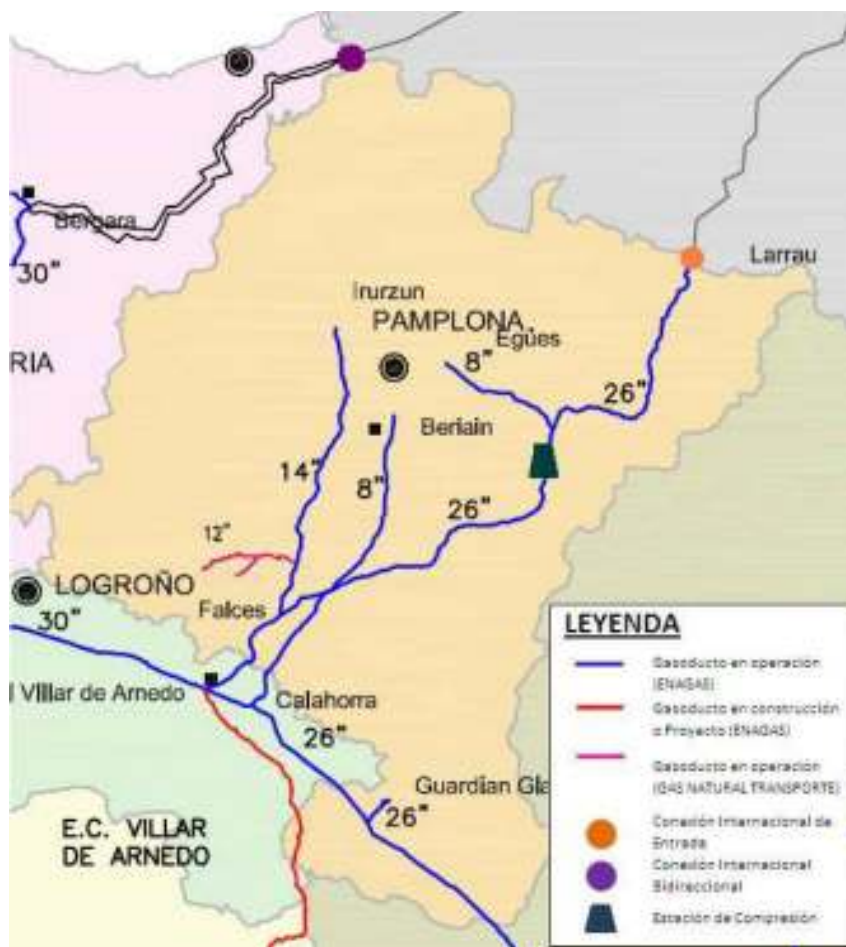 Bergara
30"
Larrau
Irurzun
PAMPLONA
Egües
8"
RIA
26"
Beriain
14"
8"
26"
12"
LOGROÑO
30"
Falces
l Villar de Arnedo
Calahorra
26"
Guardian Gla
26"
E.C. VILLAR
DE ARNEDO
LEYENDA
Gasoducto en operación
(ENAGAS)
Gasoducto en construcción
o Proyecto (ENAGAS)
Gasoducto en operación
(GAS NATURAL TRANSPORTE)
Conexión Internacional de
Entrada
Conexión Internacional
Bidireccional
Estación de Compresión